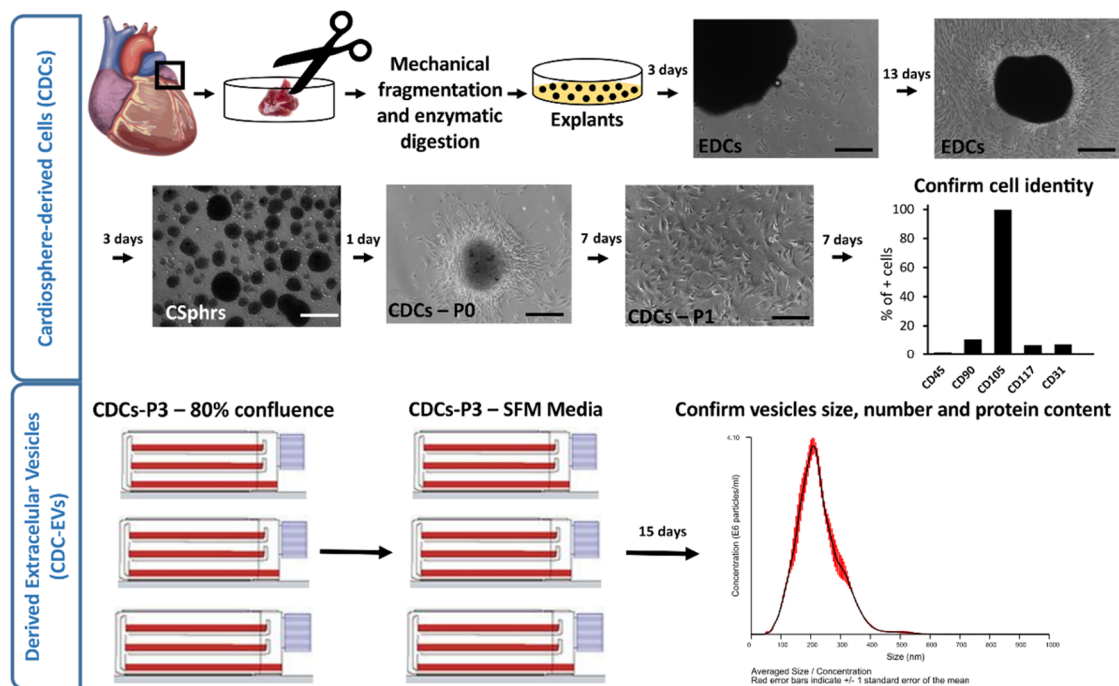 Cardiosphere-derived Cells (CDCs)
Mechanical
fragmentation
and enzymatic
digestion
Explants
3 days
EDCs
13 days
EDCs
3 days
CSphrs
1 day
CDCs – P0
7 days
CDCs – P1
7 days
Confirm cell identity
% of + cells
100
80
60
40
20
10
0
CD45
CD90
CD105
CD117
CD31
Derived Extracelular Vesicles
(CDC-EVs)
CDCs-P3 – 80% confluence
CDCs-P3 – SFM Media
15 days
Confirm vesicles size, number and protein content
4.10
Concentration (E6 particles/ml)
0
100
200
300
400
500
600
700
800
900
1000
Size (nm)
Averaged Size / Concentration
Red error bars indicate +/- 1 standard error of the mean